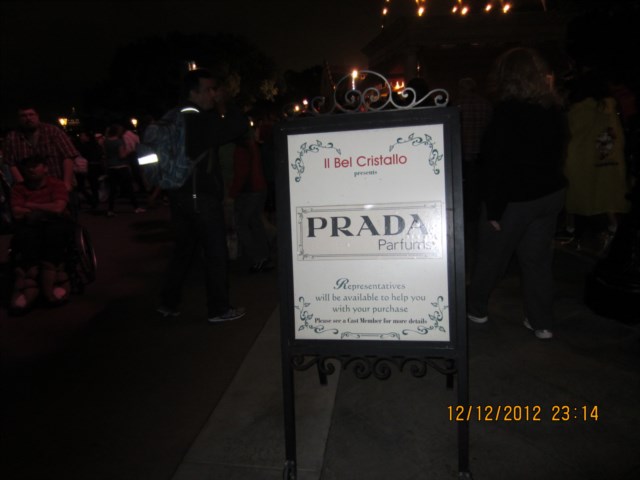 Il Bel Cristallo
presents
PRADA
Parfums
Representatives
will be available to help you
with your purchase
Please see a Cast Member for more details
12/12/2012 23:14